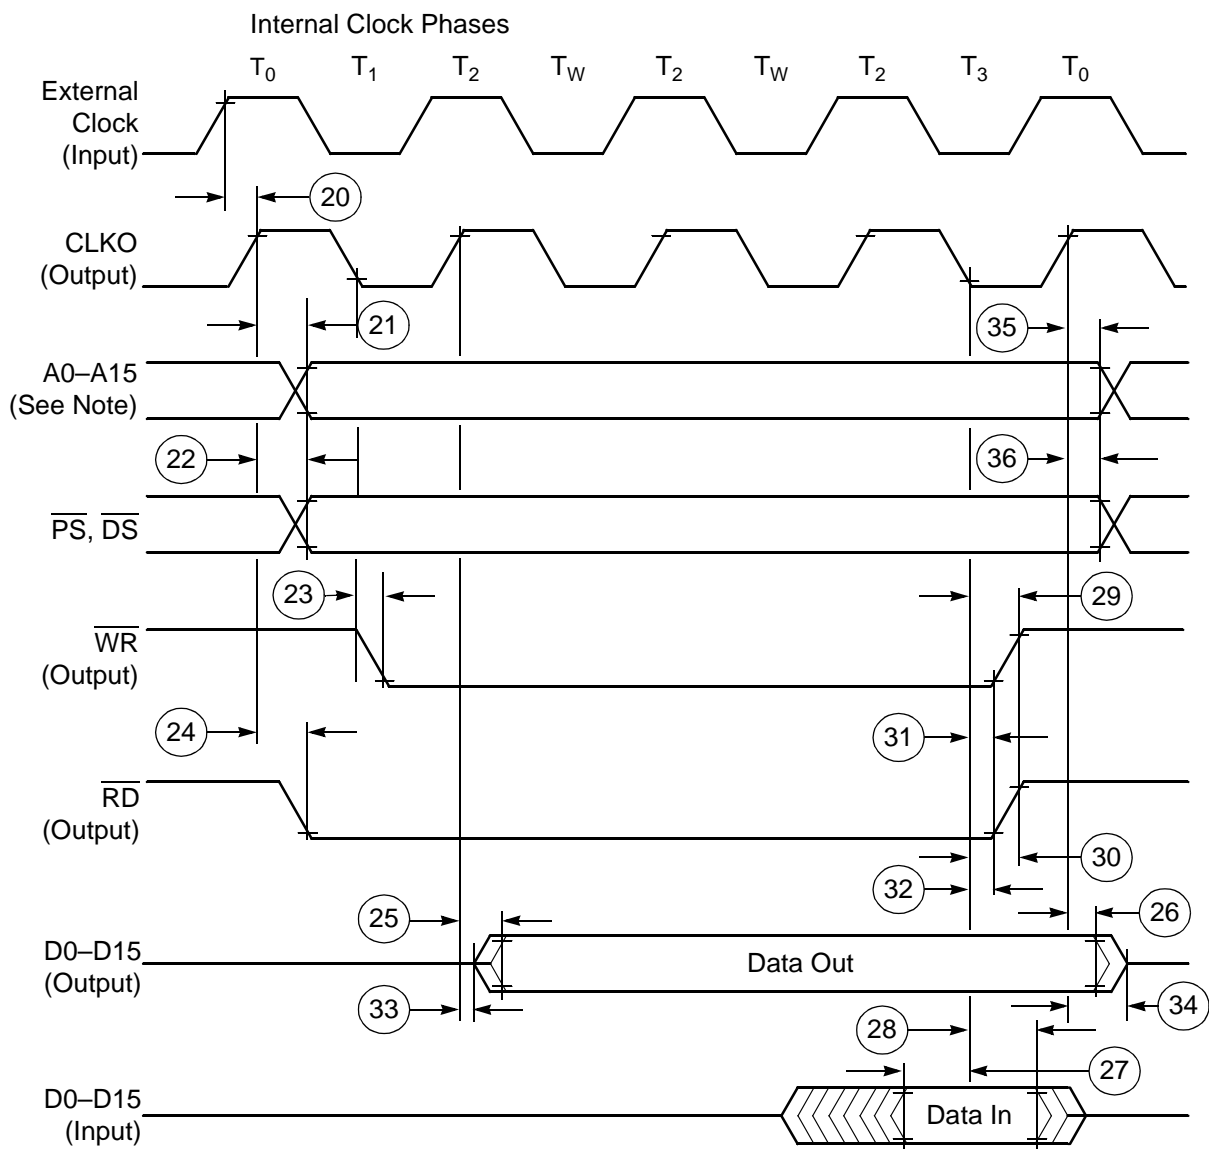 Internal Clock Phases
T0 T1 T2 TW T2 TW T2 T3 T0
External
Clock
(Input)
20
CLKO
(Output)
21
35
A0–A15
(See Note)
22
36
PS, DS
23
29
WR
(Output)
24
31
RD
(Output)
30
32
25
26
D0–D15
(Output)
Data Out
33
34
28
27
D0–D15
(Input)
Data In